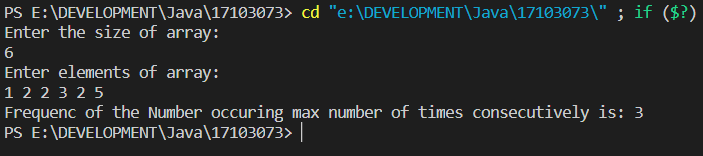 PS E:\DEVELOPMENT\Java\17103073> cd "e:\DEVELOPMENT\Java\17103073\" ; if ($?)
Enter the size of array:
6
Enter elements of array:
1 2 2 3 2 5
Frequenc of the Number occuring max number of times consecutively is: 3
PS E:\DEVELOPMENT\Java\17103073>